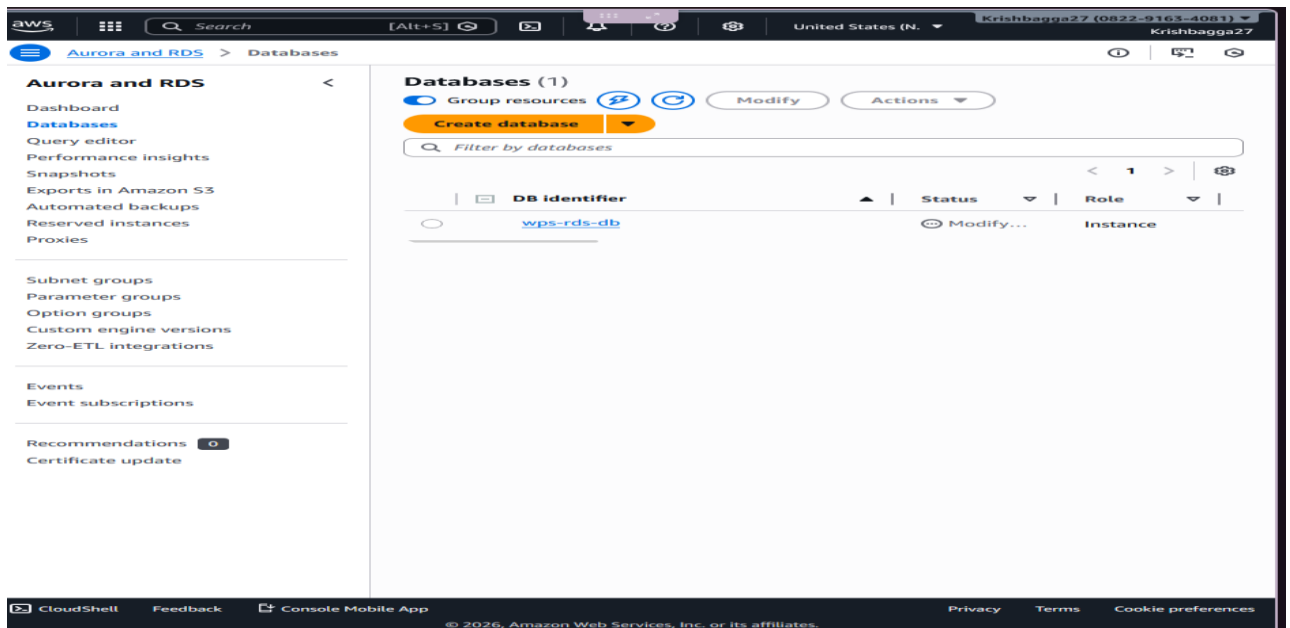 aws Search [Alt+S] United States (N. Krishbagga27 (0822-9163-4081)
Krishbagga27
Aurora and RDS > Databases
Aurora and RDS
Dashboard
Databases
Query editor
Performance insights
Snapshots
Exports in Amazon S3
Automated backups
Reserved instances
Proxies
Subnet groups
Parameter groups
Option groups
Custom engine versions
Zero-ETL integrations
Events
Event subscriptions
Recommendations 0
Certificate update
Databases (1)
Group resources Modify Actions
Create database
Filter by databases
< 1 >
DB identifier Status Role
wps-rds-db Modify... Instance
CloudShell Feedback Console Mobile App Privacy Terms Cookie preferences
© 2026, Amazon Web Services, Inc. or its affiliates.